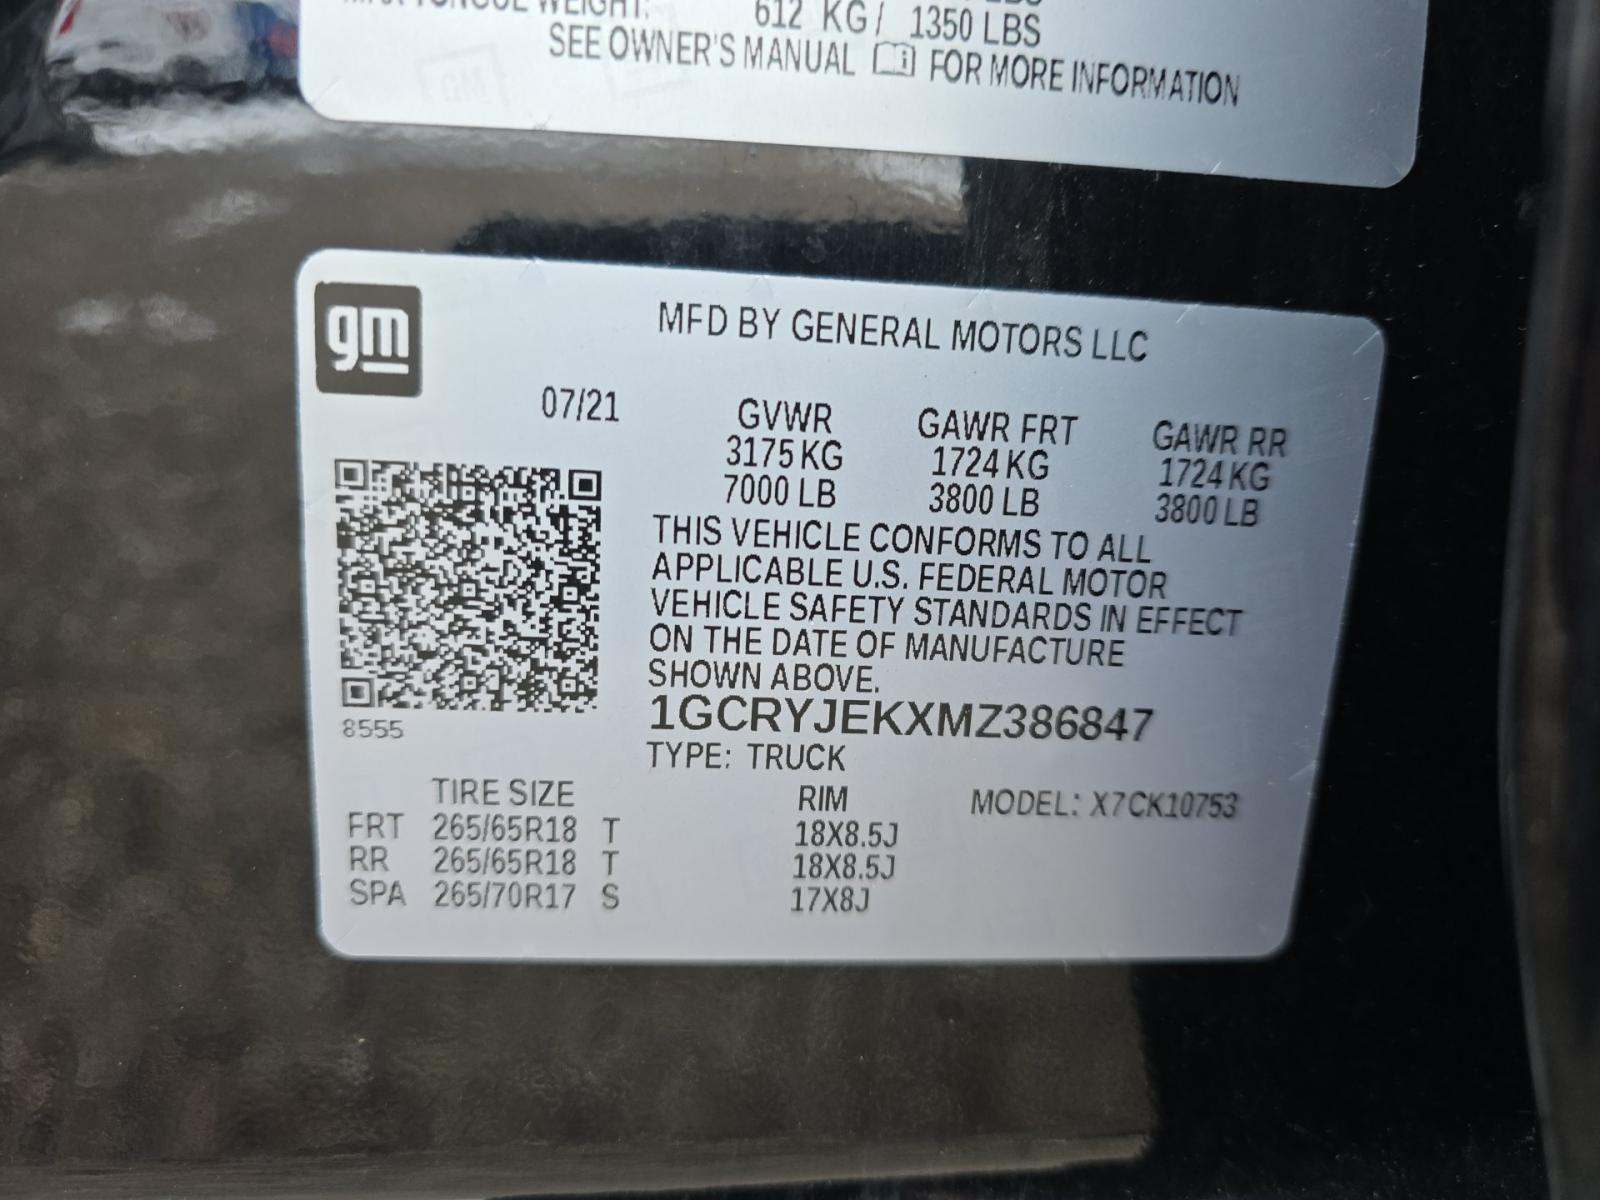 WEIGHT:
612 KG / 1350 LBS
SEE OWNER'S MANUAL FOR MORE INFORMATION
gm
MFD BY GENERAL MOTORS LLC
07/21
GVWR GAWR FRT GAWR RR
3175 KG 1724 KG 1724 KG
7000 LB 3800 LB 3800 LB
THIS VEHICLE CONFORMS TO ALL
APPLICABLE U.S. FEDERAL MOTOR
VEHICLE SAFETY STANDARDS IN EFFECT
ON THE DATE OF MANUFACTURE
SHOWN ABOVE.
8555
1GCRYJEKXMZ386847
TYPE: TRUCK
TIRE SIZE RIM MODEL: X7CK10753
FRT 265/65R18 T 18X8.5J
RR 265/65R18 T 18X8.5J
SPA 265/70R17 S 17X8J